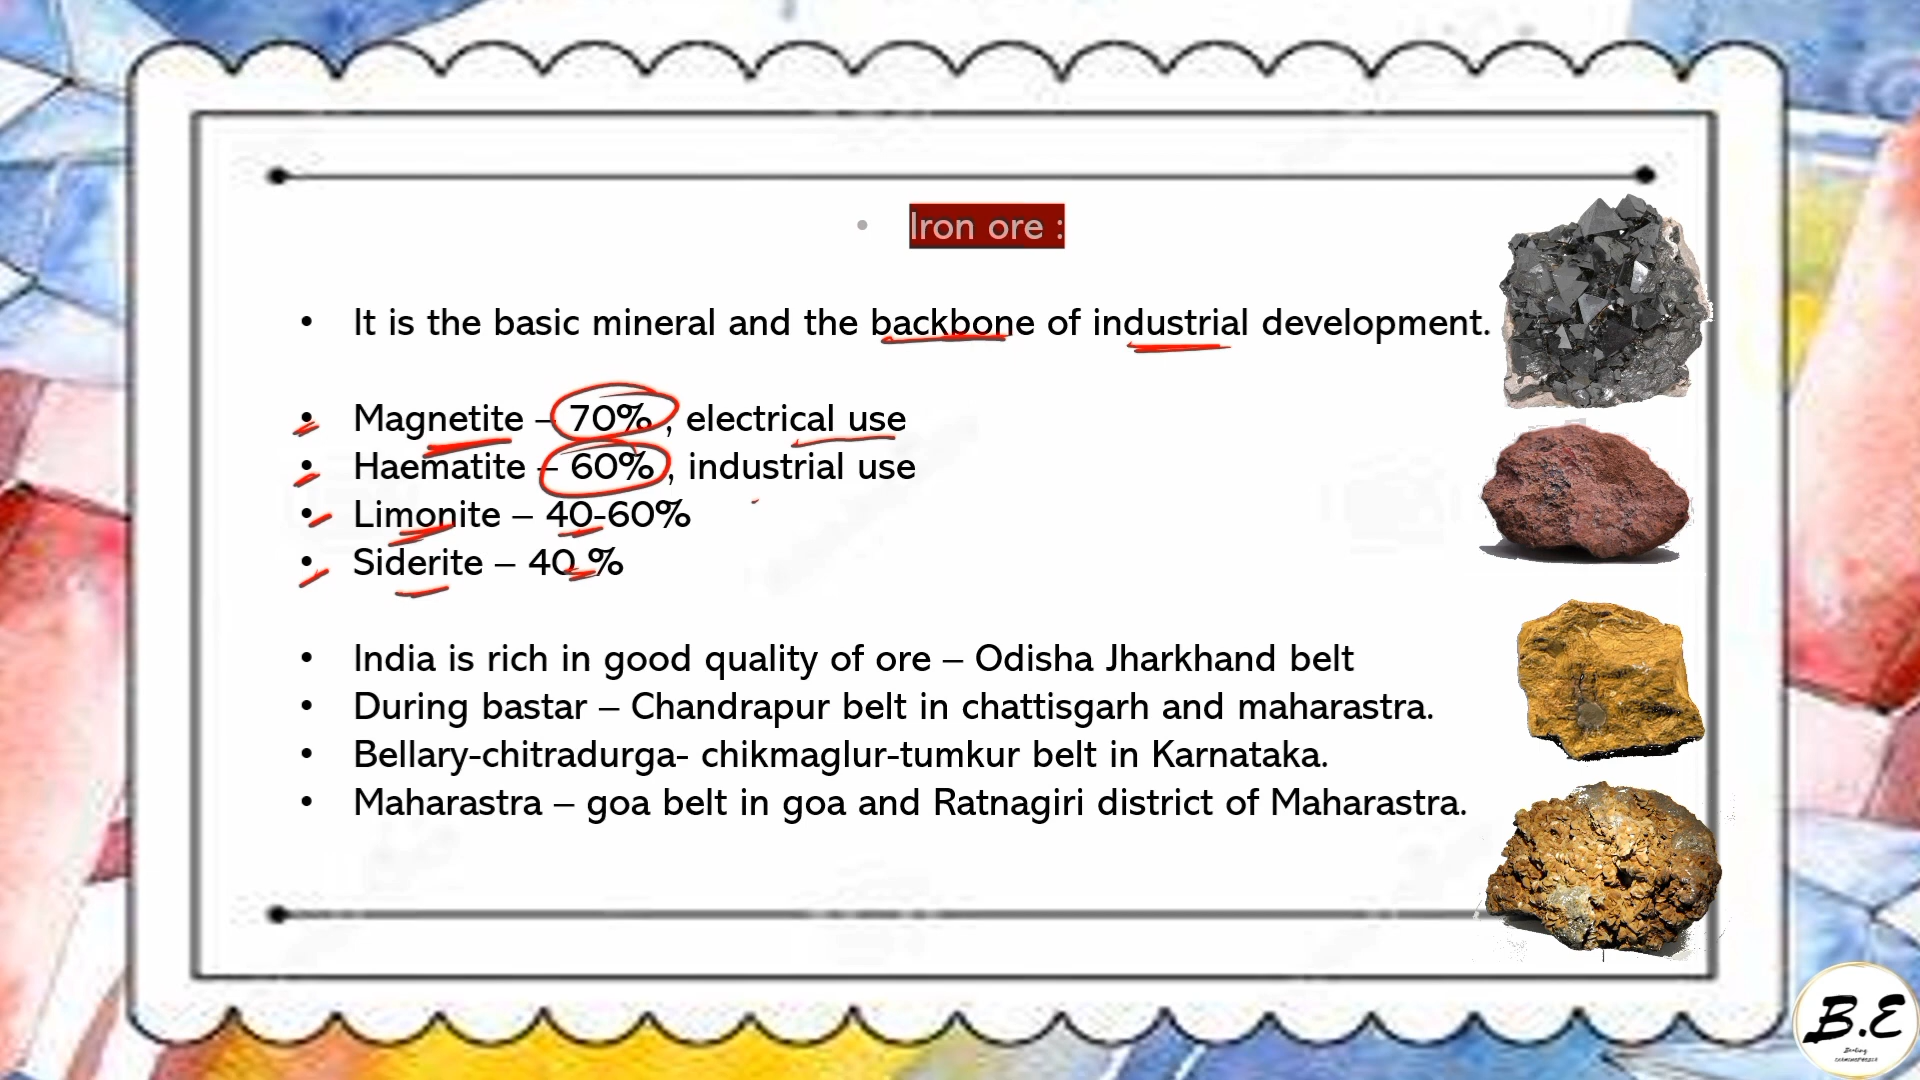 • Iron ore :
• It is the basic mineral and the backbone of industrial development.
• Magnetite – 70% , electrical use
• Haematite – 60% , industrial use
• Limonite – 40-60%
• Siderite – 40 %
• India is rich in good quality of ore – Odisha Jharkhand belt
• During bastar – Chandrapur belt in chattisgarh and maharastra.
• Bellary-chitradurga- chikmaglur-tumkur belt in Karnataka.
• Maharastra – goa belt in goa and Ratnagiri district of Maharastra.
B.E